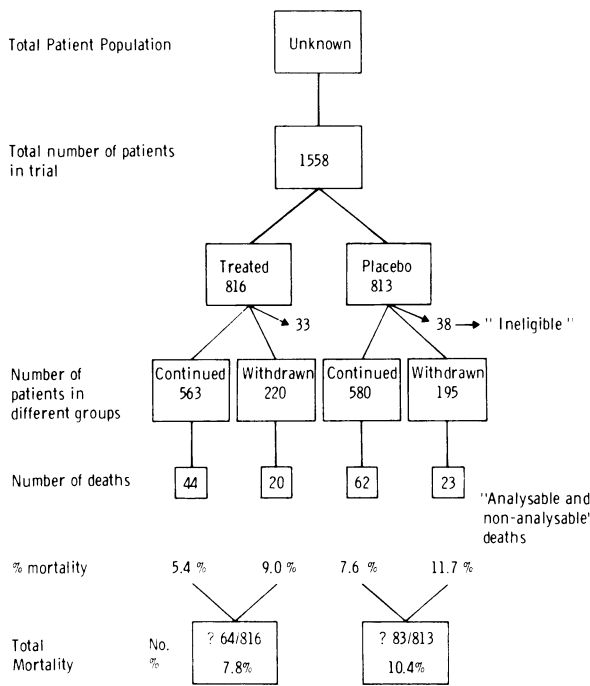 Total Patient Population
Unknown
Total number of patients
in trial
1558
Treated
816
Placebo
813
33
38
" Ineligible "
Number of
patients in
different groups
Continued
563
Withdrawn
220
Continued
580
Withdrawn
195
Number of deaths
44
20
62
23
"Analysable and
non-analysable'
deaths
% mortality
5.4 %
9.0 %
7.6 %
11.7 %
Total
Mortality
No.
%
? 64/816
7.8%
? 83/813
10.4%